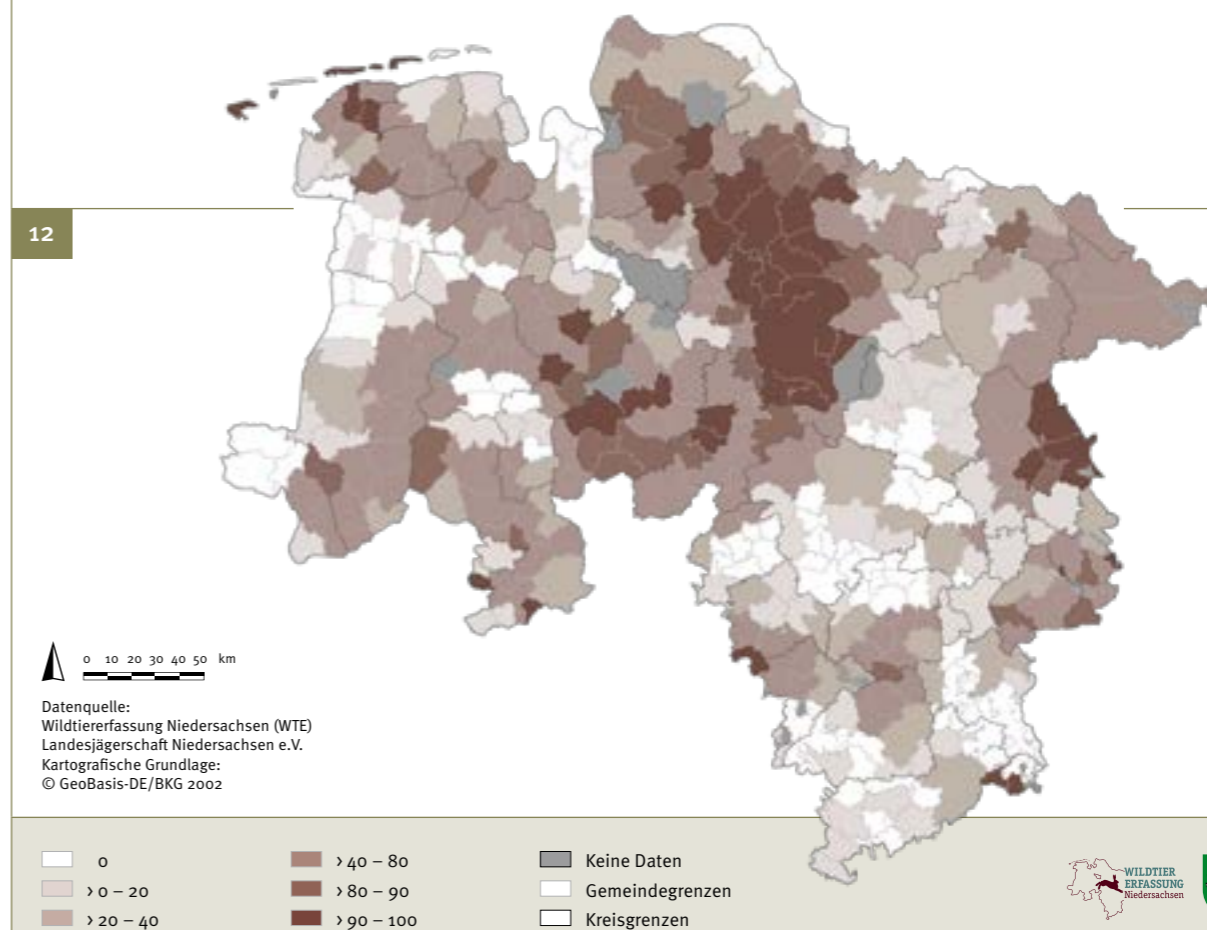 12
0 10 20 30 40 50 km
Datenquelle:
Wildtiererfassung Niedersachsen (WTE)
Landesjägerschaft Niedersachsen e.V.
Kartografische Grundlage:
© GeoBasis-DE/BKG 2002
0
› 0 – 20
› 20 – 40
› 40 – 80
› 80 – 90
› 90 – 100
Keine Daten
Gemeindegrenzen
Kreisgrenzen
WILDTIER
ERFASSUNG
Niedersachsen